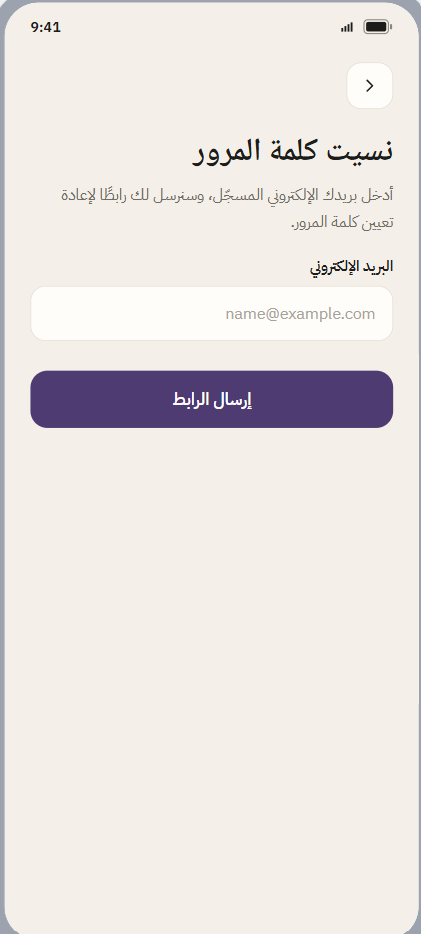 9:41
نسيت كلمة المرور
أدخل بريدك الإلكتروني المسجّل، وسنرسل لك رابطًا لإعادة
تعيين كلمة المرور.
البريد الإلكتروني
name@example.com
إرسال الرابط